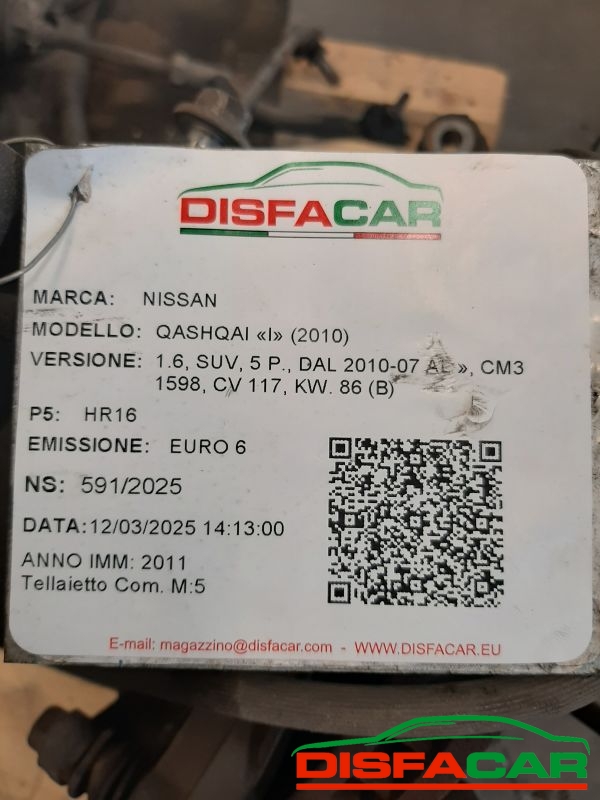 DISFACAR
MARCA: NISSAN
MODELLO: QASHQAI «I» (2010)
VERSIONE: 1.6, SUV, 5 P., DAL 2010-07 AL », CM3
1598, CV 117, KW. 86 (B)
P5: HR16
EMISSIONE: EURO 6
NS: 591/2025
DATA:12/03/2025 14:13:00
ANNO IMM: 2011
Tellaietto Com. M:5
E-mail: magazzino@disfacar.com - WWW.DISFACAR.EU
DISFACAR